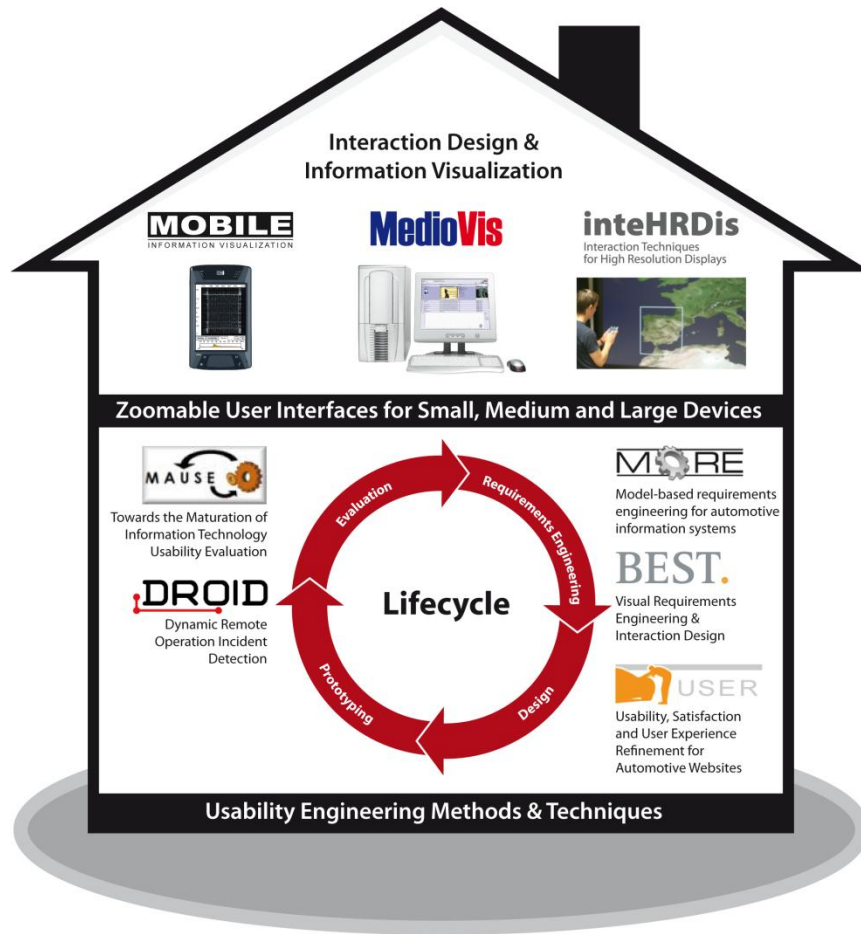 Interaction Design &
Information Visualization
MOBILE
INFORMATION VISUALIZATION
MedioVis
inteHRDis
Interaction Techniques
for High Resolution Displays
Zoomable User Interfaces for Small, Medium and Large Devices
MAUSE
Towards the Maturation of
Information Technology
Usability Evaluation
DROID
Dynamic Remote
Operation Incident
Detection
Evaluation
Requirements Engineering
Design
Prototyping
Lifecycle
MORE
Model-based requirements
engineering for automotive
information systems
BEST.
Visual Requirements
Engineering &
Interaction Design
USER
Usability, Satisfaction
and User Experience
Refinement for
Automotive Websites
Usability Engineering Methods & Techniques